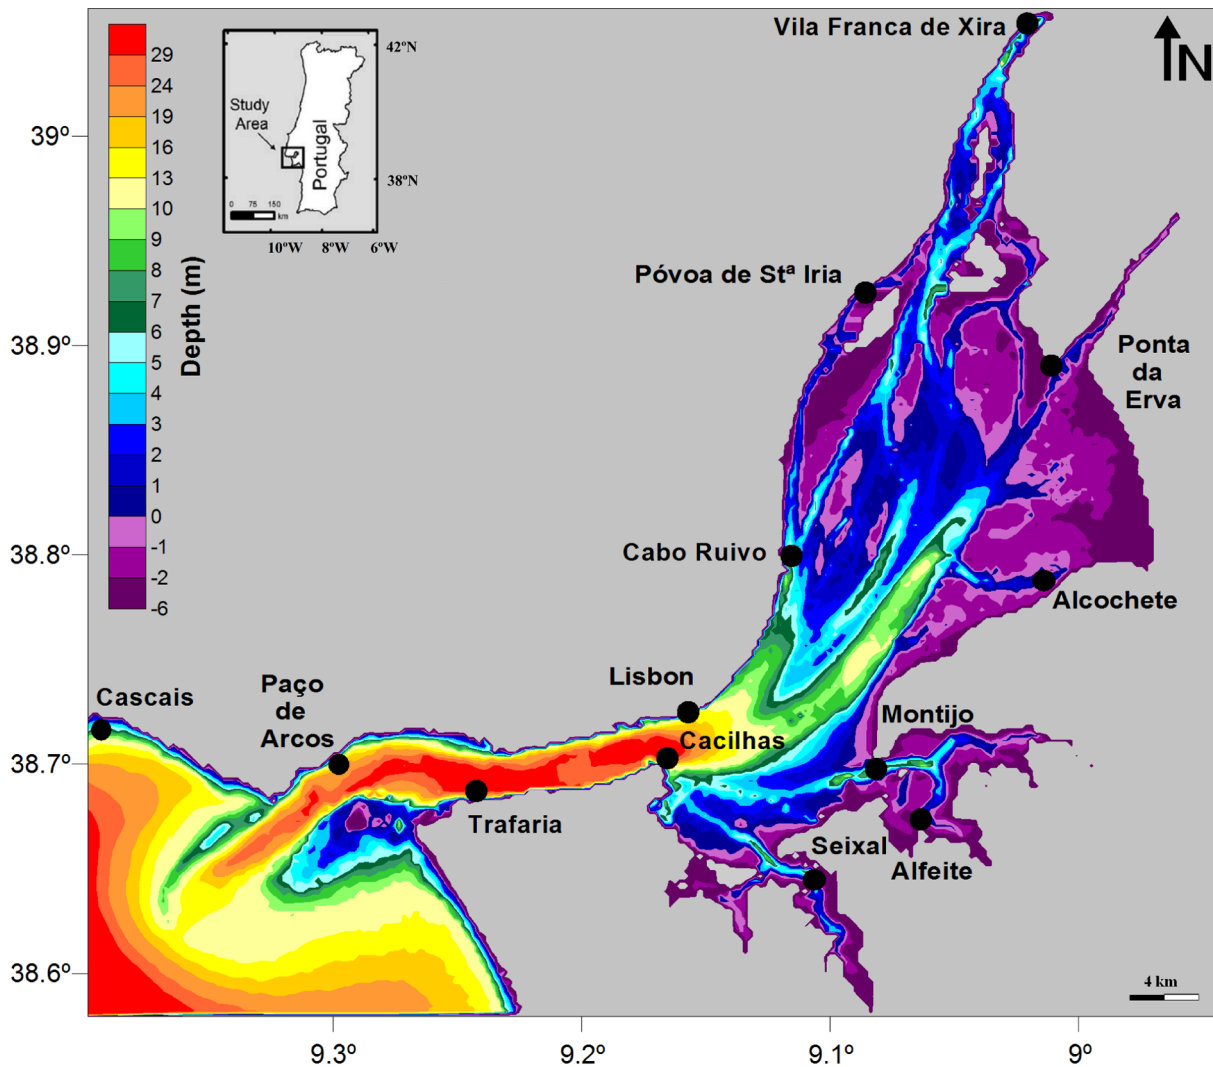 Vila Franca de Xira
N
29
24
19
16
13
10
9
8
7
6
5
4
3
2
1
0
-1
-2
-6
Depth (m)
42ºN
38ºN
Study
Area
Portugal
0 75 150
km
10ºW 8ºW 6ºW
39º
38.9º
38.8º
38.7º
38.6º
Póvoa de Stª Iria
Ponta
da
Erva
Cabo Ruivo
Alcochete
Lisbon
Cascais
Paço
de
Arcos
Montijo
Cacilhas
Trafaria
Seixal
Alfeite
4 km
9.3º 9.2º 9.1º 9º